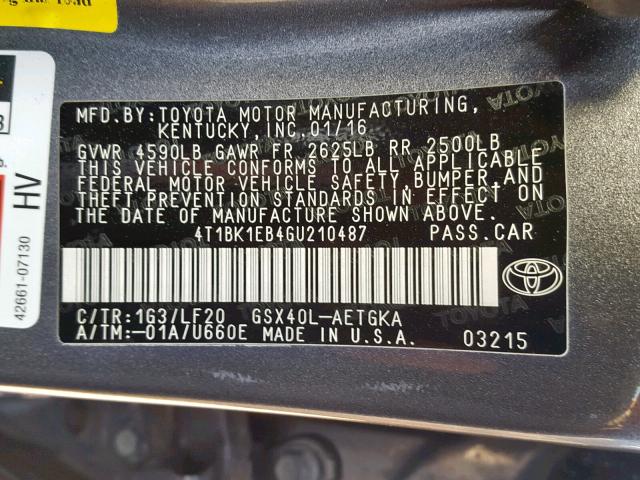 MFD.BY:TOYOTA MOTOR MANUFACTURING,
KENTUCKY,INC.01/16
GVWR 4590LB GAWR FR 2625LB RR 2500LB
THIS VEHICLE CONFORMS TO ALL APPLICABLE
FEDERAL MOTOR VEHICLE SAFETY, BUMPER,AND
THEFT PREVENTION STANDARDS IN EFFECT ON
THE DATE OF MANUFACTURE SHOWN ABOVE.
4T1BK1EB4GU210487 PASS.CAR
C/TR:1G3/LF20 GSX40L-AETGKA
A/TM:-01A/U660E MADE IN U.S.A. 03215
TOYOTA
HV
42661-07130